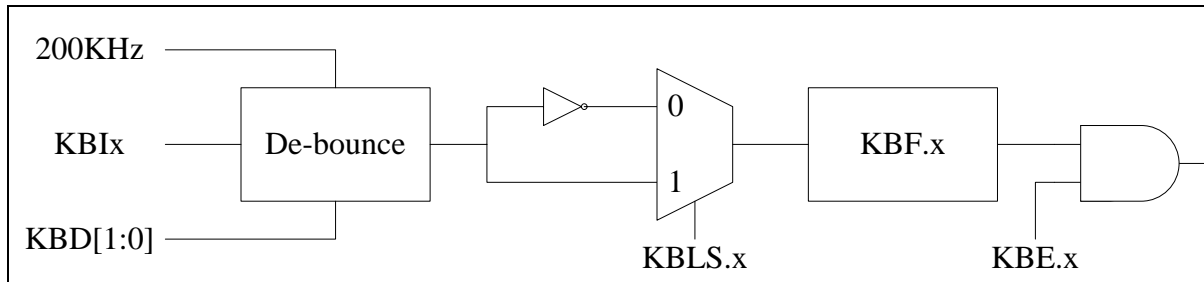 200KHz
KBIx
De-bounce
KBD[1:0]
0
1
KBLS.x
KBF.x
KBE.x